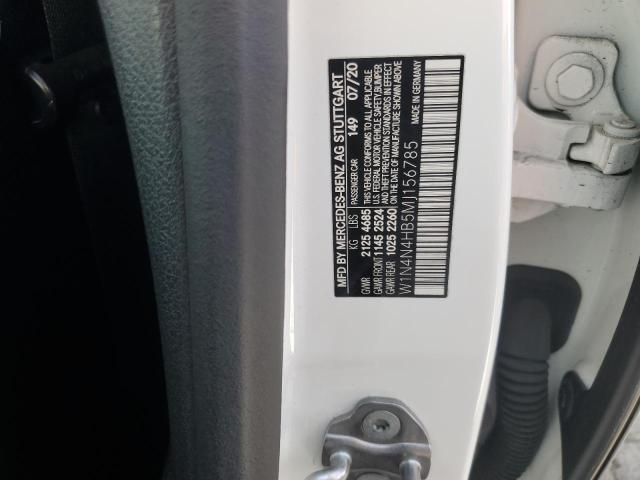 MFD BY MERCEDES-BENZ AG STUTTGART
PASSENGER CAR 149 07/20
KG LBS THIS VEHICLE CONFORMS TO ALL APPLICABLE
GVWR 2125 4685 U.S. FEDERAL MOTOR VEHICLE SAFETY, BUMPER
GAWR FRONT 1145 2524 AND THEFT PREVENTION STANDARDS IN EFFECT
GAWR REAR 1025 2260 ON THE DATE OF MANUFACTURE SHOWN ABOVE.
W1N4N4HB5MJ156785
MADE IN GERMANY